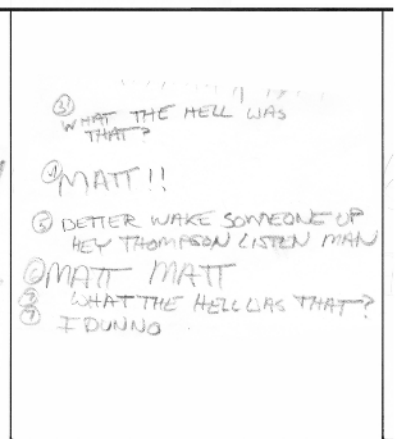 ③
WHAT THE HELL WAS
THAT?
④ MATT!!
⑤ BETTER WAKE SOMEONE UP
HEY THOMPSON LISTEN MAN
⑥ MATT MATT
⑦ WHAT THE HELL WAS THAT?
⑦ I DUNNO